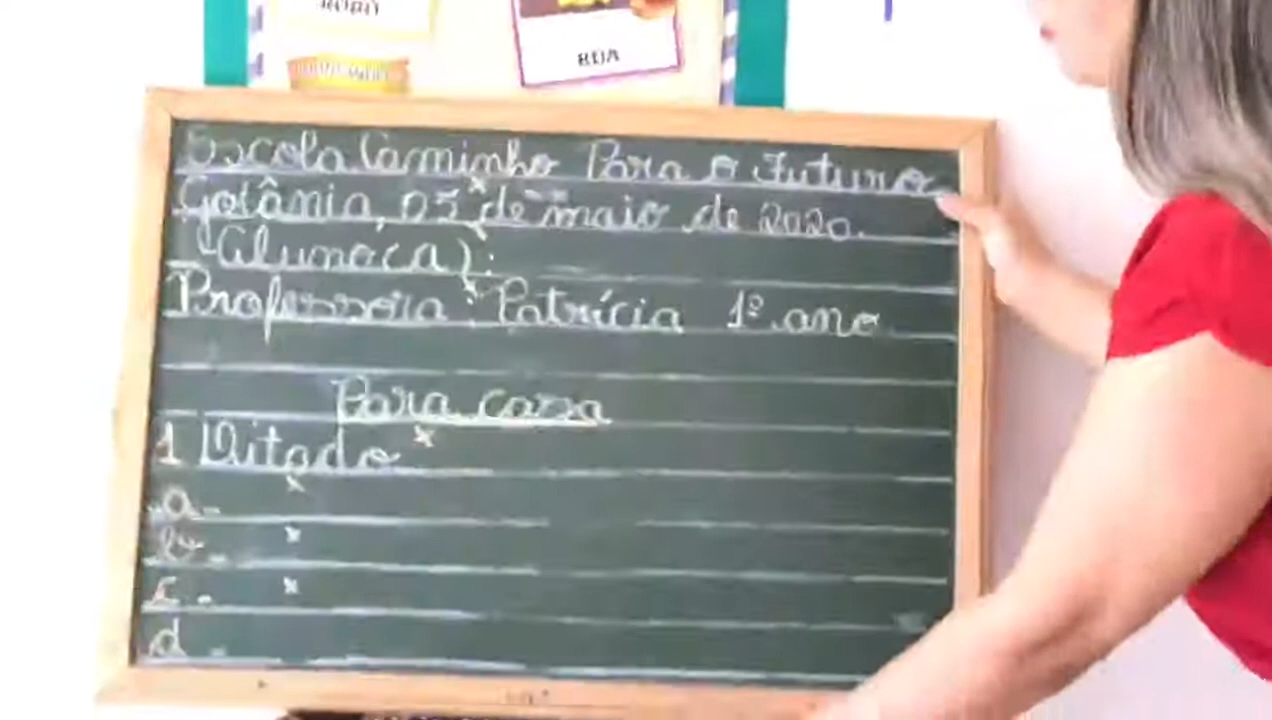 BOA
Escola Caminho Para o Futuro
Goiânia, 05 de maio de 2020.
Aluno(a):
Professora: Patrícia 1º ano
Para casa
1 Ditado
a-
b-
c-
d